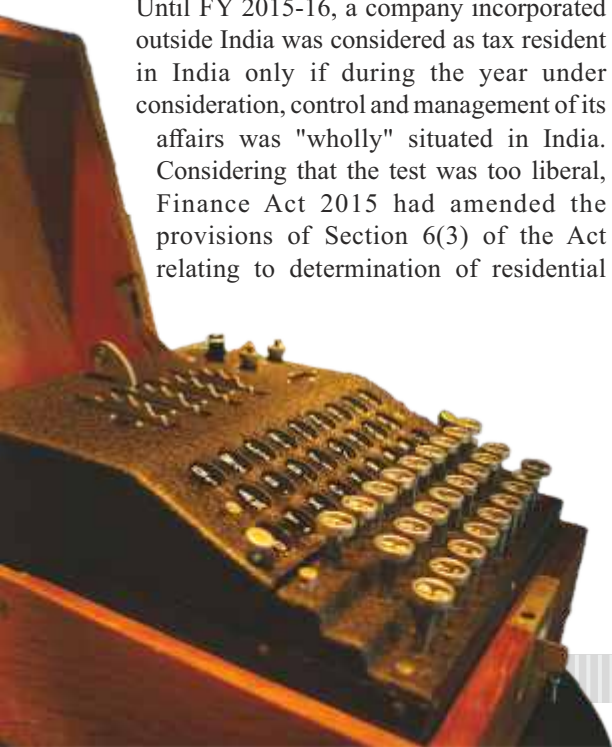 Until FY 2015-16, a company incorporated
outside India was considered as tax resident
in India only if during the year under
consideration, control and management of its
affairs was "wholly" situated in India.
Considering that the test was too liberal,
Finance Act 2015 had amended the
provisions of Section 6(3) of the Act
relating to determination of residential